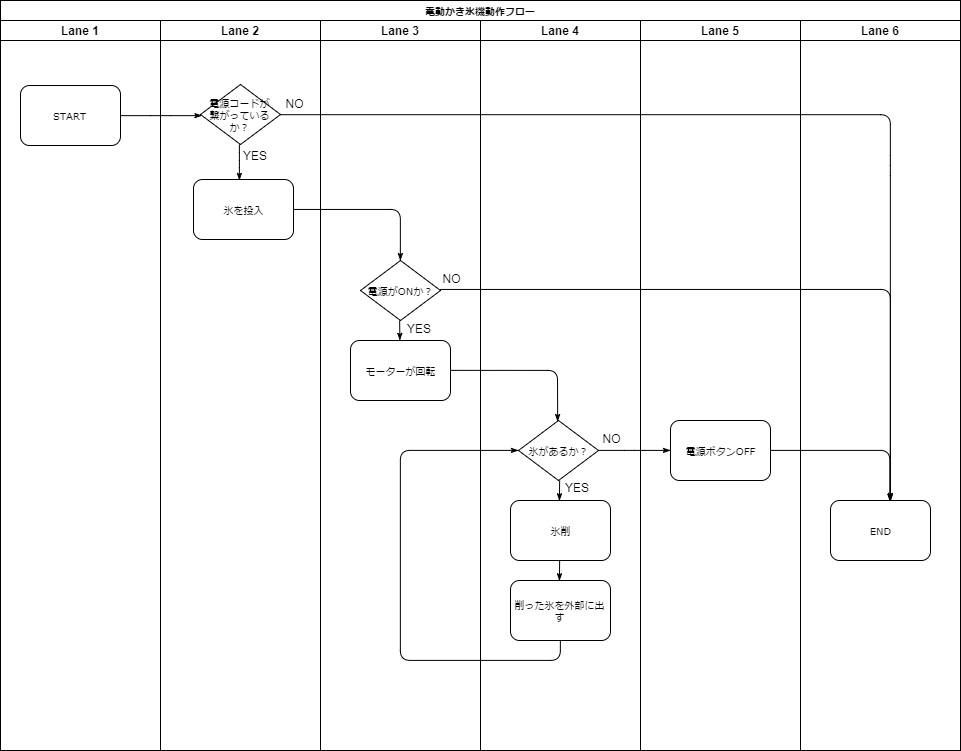 電動かき氷機動作フロー
Lane 1
Lane 2
Lane 3
Lane 4
Lane 5
Lane 6
START
電源コードが
繋がっている
か？
NO
YES
氷を投入
電源がONか？
NO
YES
モーターが回転
氷があるか？
NO
電源ボタンOFF
YES
氷削
END
削った氷を外部に出
す